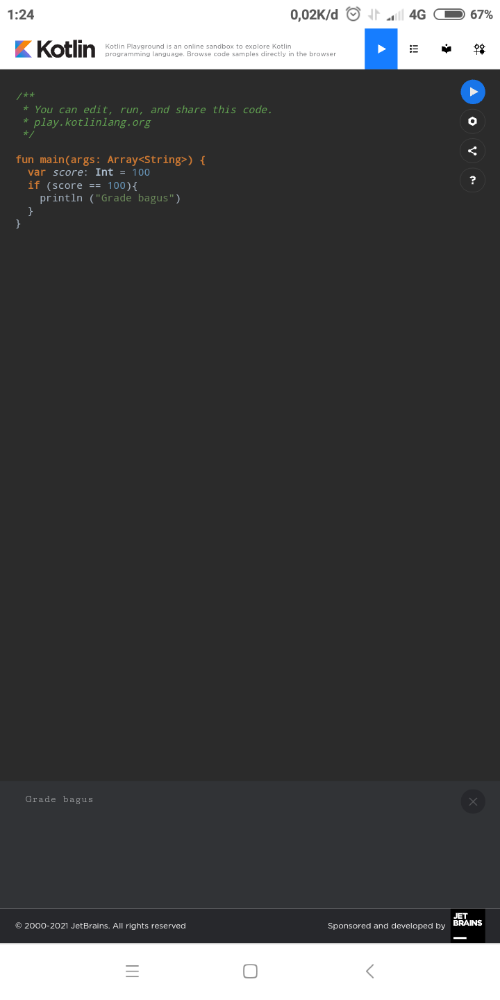 1:24 0,02K/d 4G 67%
Kotlin
Kotlin Playground is an online sandbox to explore Kotlin
programming language. Browse code samples directly in the browser
/**
 * You can edit, run, and share this code.
 * play.kotlinlang.org
 */
fun main(args: Array<String>) {
  var score: Int = 100
  if (score == 100){
    println ("Grade bagus")
  }
}
?
Grade bagus
© 2000-2021 JetBrains. All rights reserved
Sponsored and developed by
JET
BRAINS